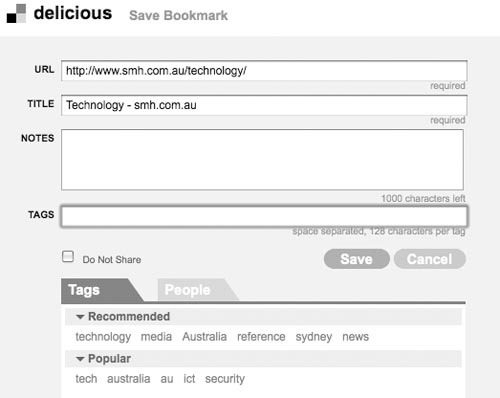 delicious Save Bookmark
URL http://www.smh.com.au/technology/
required
TITLE Technology - smh.com.au
required
NOTES
1000 characters left
TAGS
space separated, 128 characters per tag
Do Not Share Save Cancel
Tags People
Recommended
technology media Australia reference sydney news
Popular
tech australia au ict security